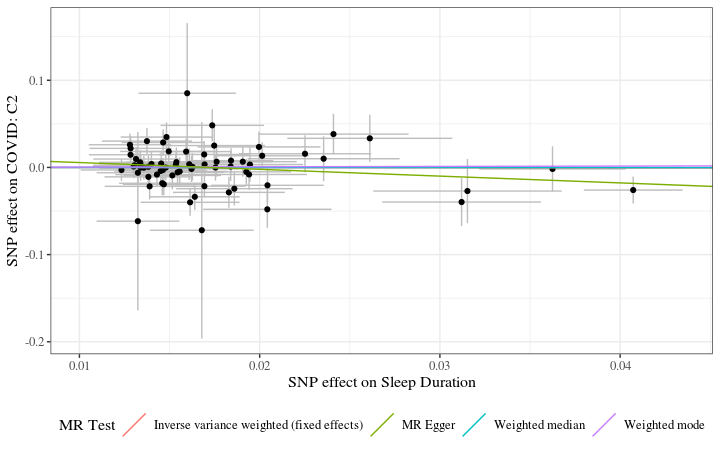 SNP effect on COVID: C2
0.1
0.0
-0.1
-0.2
0.01 0.02 0.03 0.04
SNP effect on Sleep Duration
MR Test Inverse variance weighted (fixed effects) MR Egger Weighted median Weighted mode